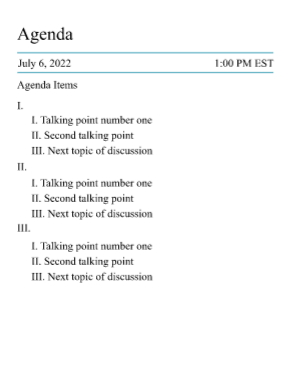 Agenda
July 6, 2022 1:00 PM EST
Agenda Items
I.
I. Talking point number one
II. Second talking point
III. Next topic of discussion
II.
I. Talking point number one
II. Second talking point
III. Next topic of discussion
III.
I. Talking point number one
II. Second talking point
III. Next topic of discussion